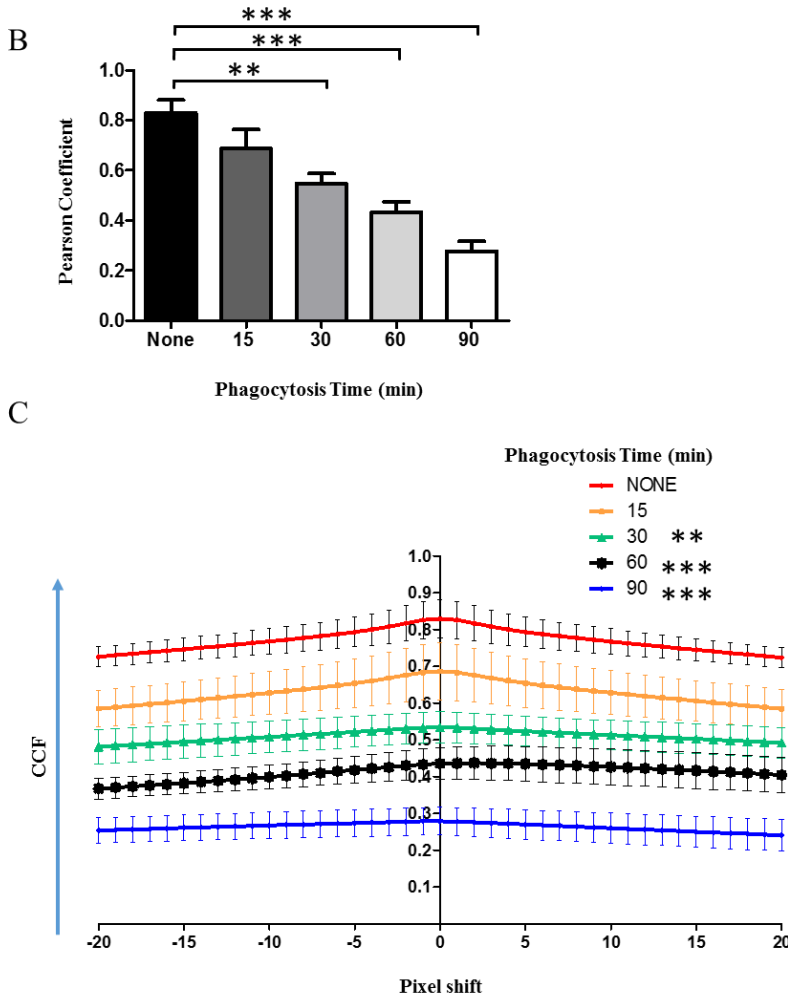 ***
B
***
**
1.0
0.8
0.6
0.4
0.2
0.0
Pearson Coefficient
None 15 30 60 90
Phagocytosis Time (min)
C
Phagocytosis Time (min)
NONE
15
30 **
60 ***
90 ***
1.0
0.9
0.8
0.7
0.6
0.5
0.4
0.3
0.2
0.1
CCF
-20 -15 -10 -5 0 5 10 15 20
Pixel shift